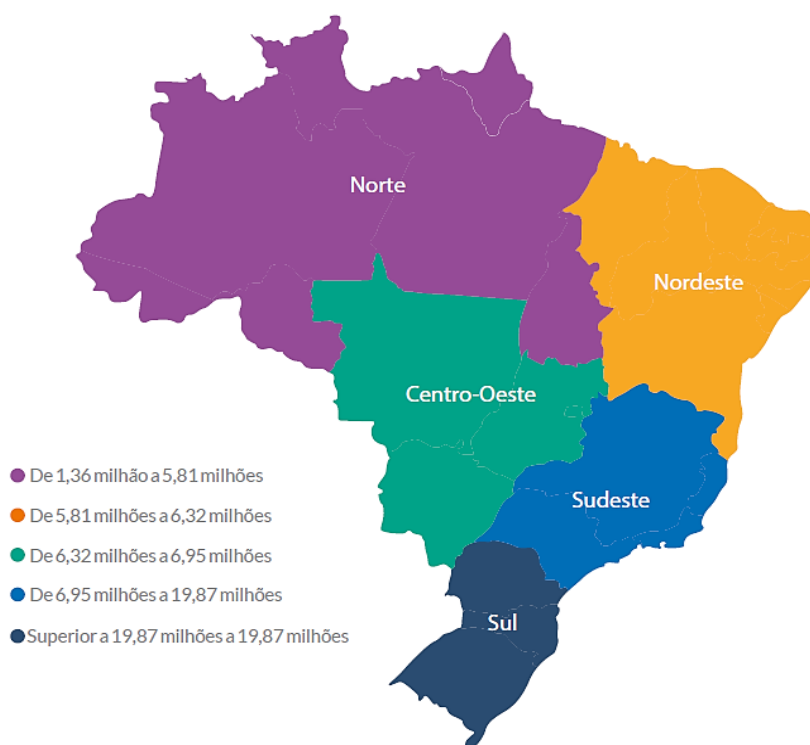 Norte
Nordeste
Centro-Oeste
Sudeste
Sul
De 1,36 milhão a 5,81 milhões
De 5,81 milhões a 6,32 milhões
De 6,32 milhões a 6,95 milhões
De 6,95 milhões a 19,87 milhões
Superior a 19,87 milhões a 19,87 milhões